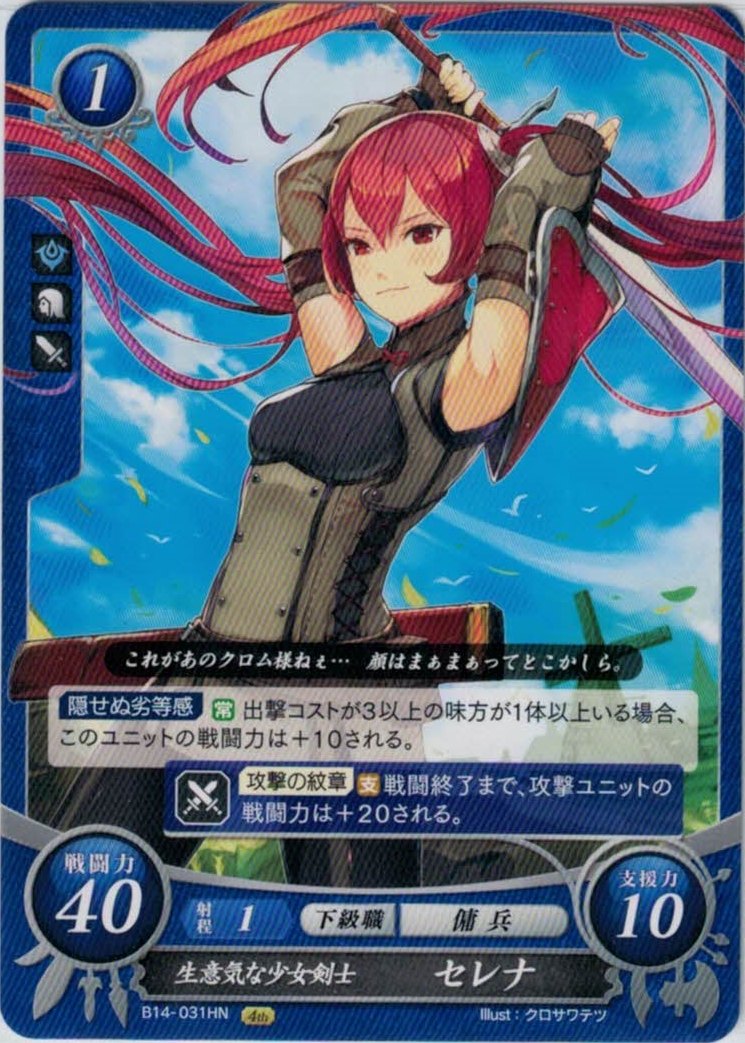 1
これがあのクロム様ねぇ… 顔はまぁまぁってとこかしら。
隠せぬ劣等感 常 出撃コストが3以上の味方が1体以上いる場合、
このユニットの戦闘力は+10される。
攻撃の紋章 支 戦闘終了まで、攻撃ユニットの
戦闘力は+20される。
戦闘力
40
射程 1 下級職 傭兵
支援力
10
生意気な少女剣士 セレナ
B14-031HN 4th Illust:クロサワテツ